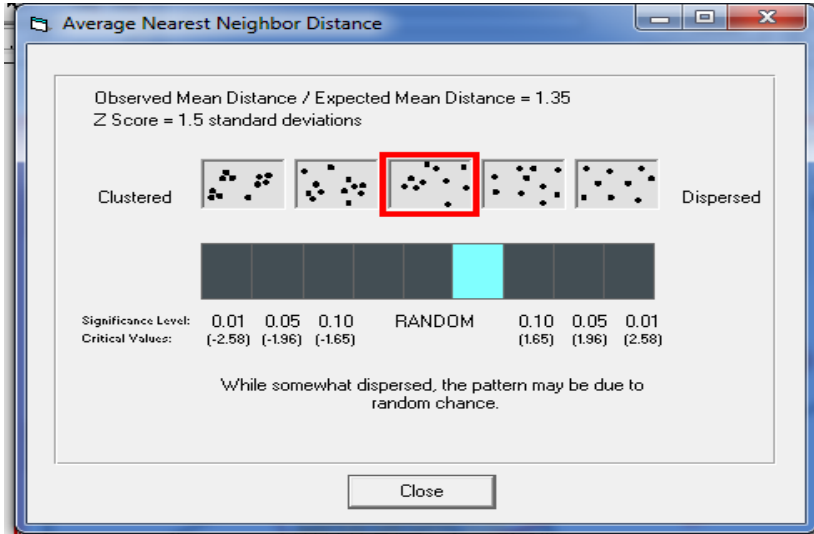 Average Nearest Neighbor Distance
Observed Mean Distance / Expected Mean Distance = 1.35
Z Score = 1.5 standard deviations
Clustered
Dispersed
Significance Level: 0.01 0.05 0.10 RANDOM 0.10 0.05 0.01
Critical Values: (-2.58) (-1.96) (-1.65) (1.65) (1.96) (2.58)
While somewhat dispersed, the pattern may be due to
random chance.
Close